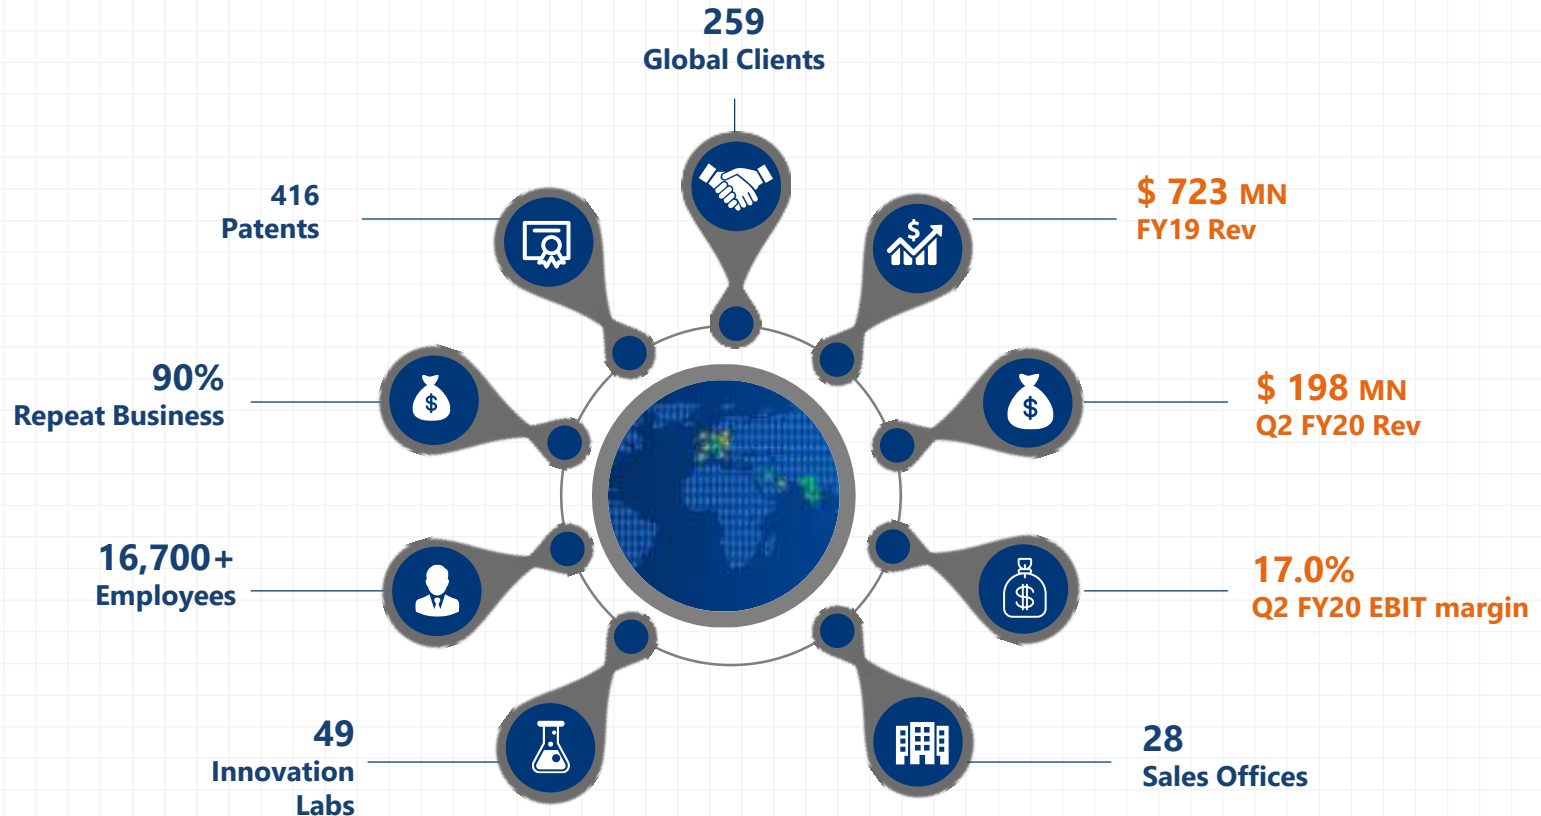 259
Global Clients
416
Patents
$ 723 MN
FY19 Rev
90%
Repeat Business
$ 198 MN
Q2 FY20 Rev
16,700+
Employees
17.0%
Q2 FY20 EBIT margin
49
Innovation
Labs
28
Sales Offices